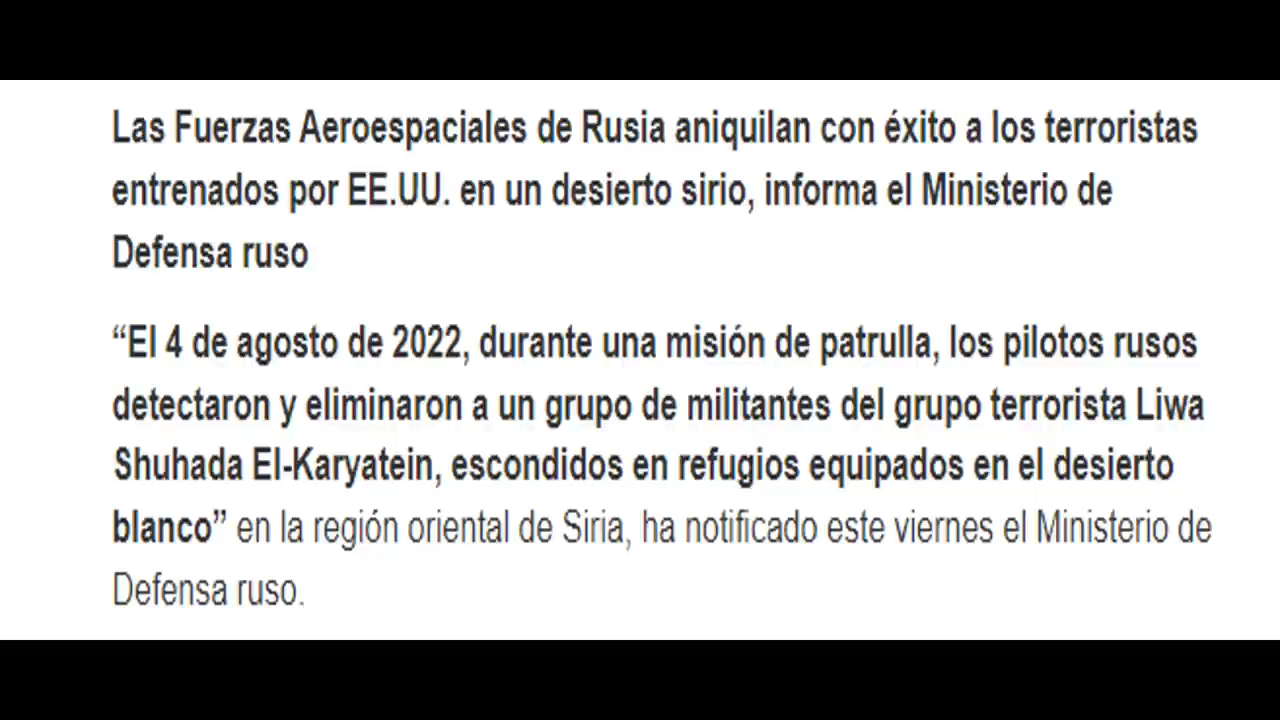 Las Fuerzas Aeroespaciales de Rusia aniquilan con éxito a los terroristas
entrenados por EE.UU. en un desierto sirio, informa el Ministerio de
Defensa ruso
“El 4 de agosto de 2022, durante una misión de patrulla, los pilotos rusos
detectaron y eliminaron a un grupo de militantes del grupo terrorista Liwa
Shuhada El-Karyatein, escondidos en refugios equipados en el desierto
blanco” en la región oriental de Siria, ha notificado este viernes el Ministerio de
Defensa ruso.